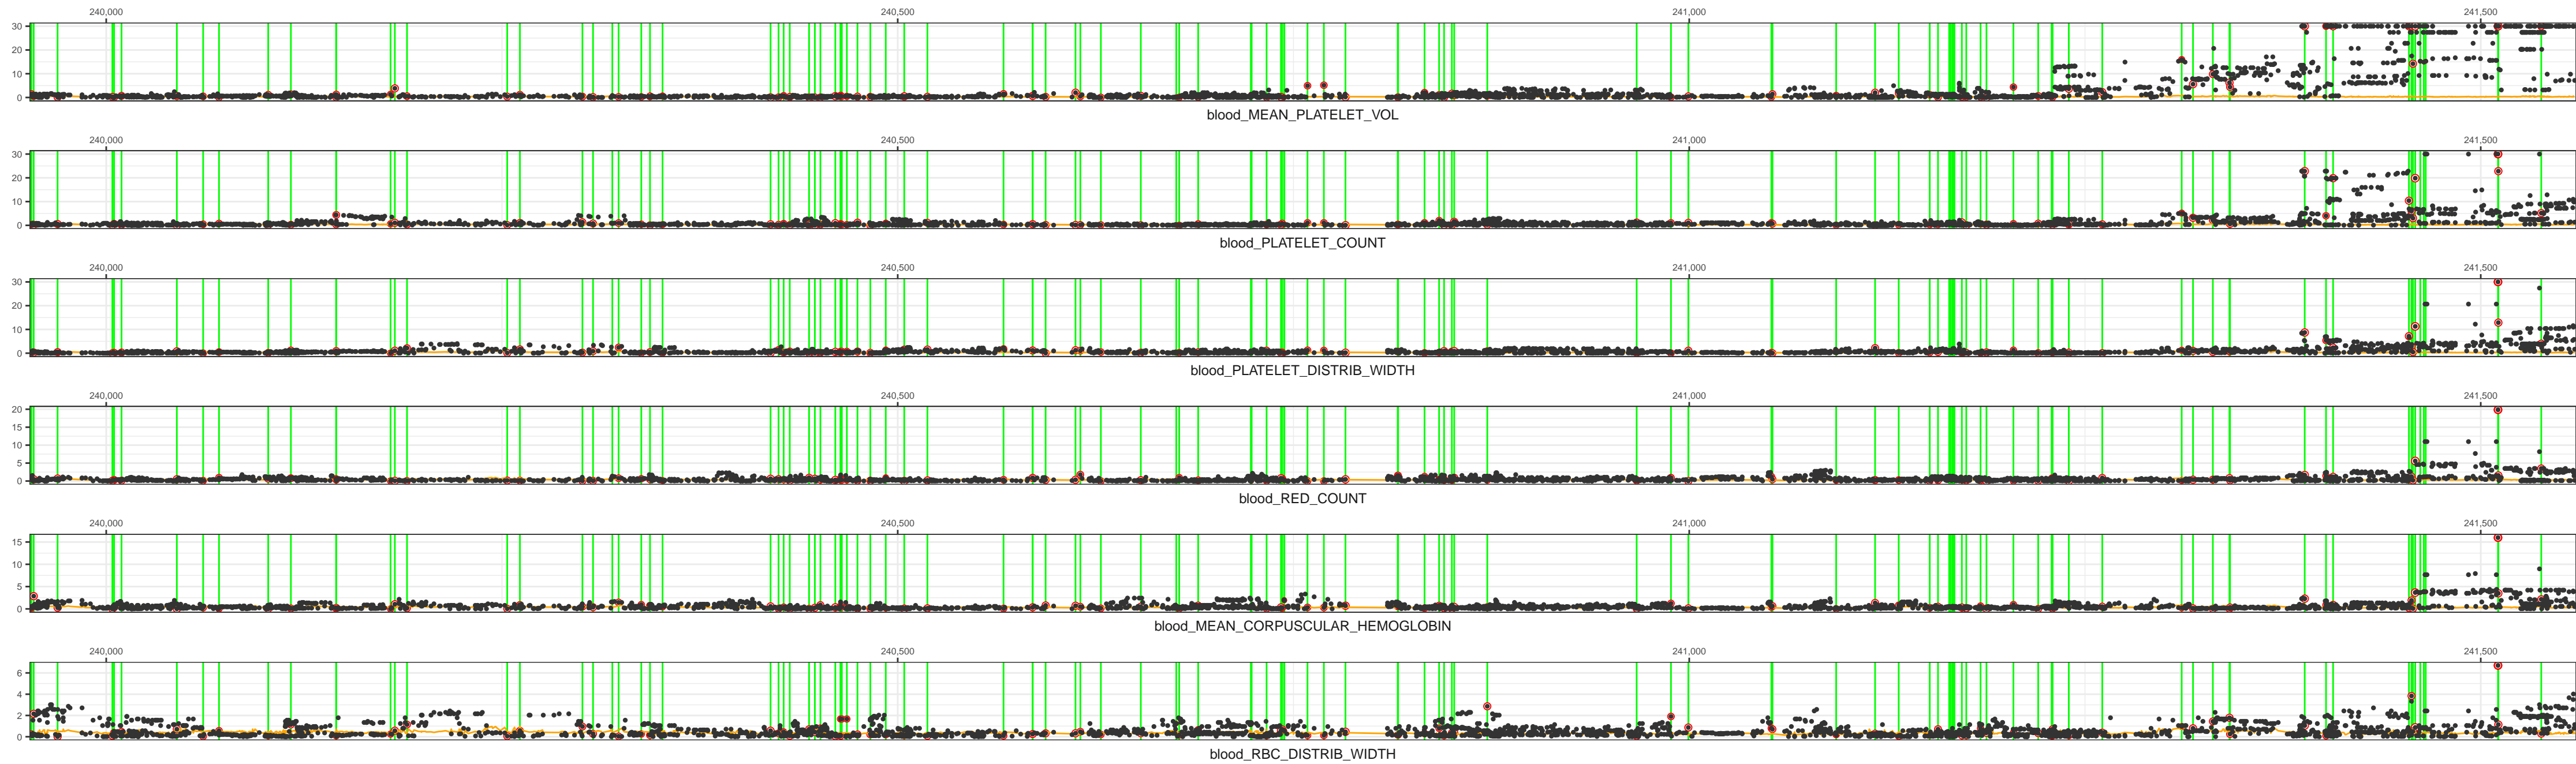 240,000 240,500 241,000 241,500
30
20
10
0
blood_MEAN_PLATELET_VOL
240,000 240,500 241,000 241,500
30
20
10
0
blood_PLATELET_COUNT
240,000 240,500 241,000 241,500
30
20
10
0
blood_PLATELET_DISTRIB_WIDTH
240,000 240,500 241,000 241,500
20
15
10
5
0
blood_RED_COUNT
240,000 240,500 241,000 241,500
15
10
5
0
blood_MEAN_CORPUSCULAR_HEMOGLOBIN
240,000 240,500 241,000 241,500
6
4
2
0
blood_RBC_DISTRIB_WIDTH